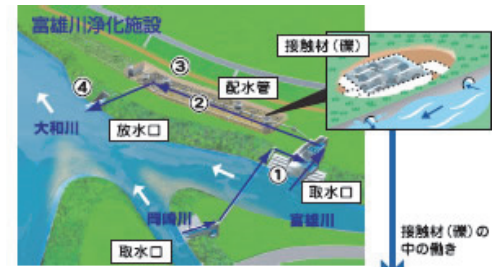 富雄川浄化施設
接触材（礫）
③
④
配水管
②
大和川
放水口
①
取水口
岡崎川
富雄川
取水口
接触材（礫）の
中の働き